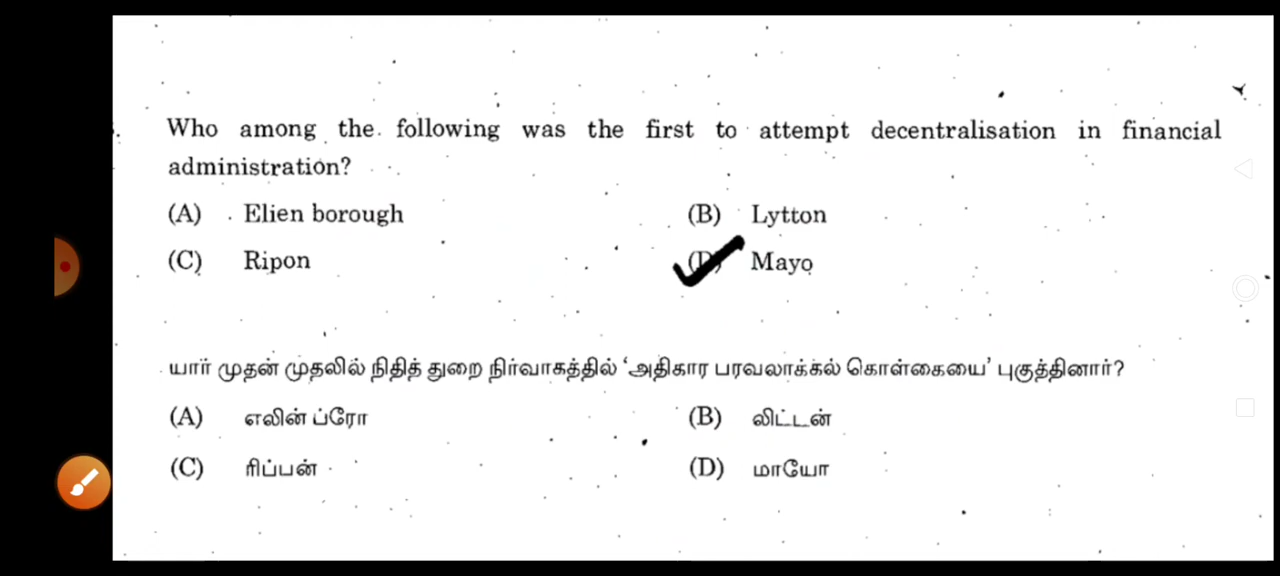 Who among the following was the first to attempt decentralisation in financial
administration?
(A) Elien borough (B) Lytton
(C) Ripon (D) Mayo
யார் முதன் முதலில் நிதித் துறை நிர்வாகத்தில் ‘அதிகார பரவலாக்கல் கொள்கையை’ புகுத்தினார்?
(A) எலின் ப்ரோ (B) லிட்டன்
(C) ரிப்பன் (D) மாயோ